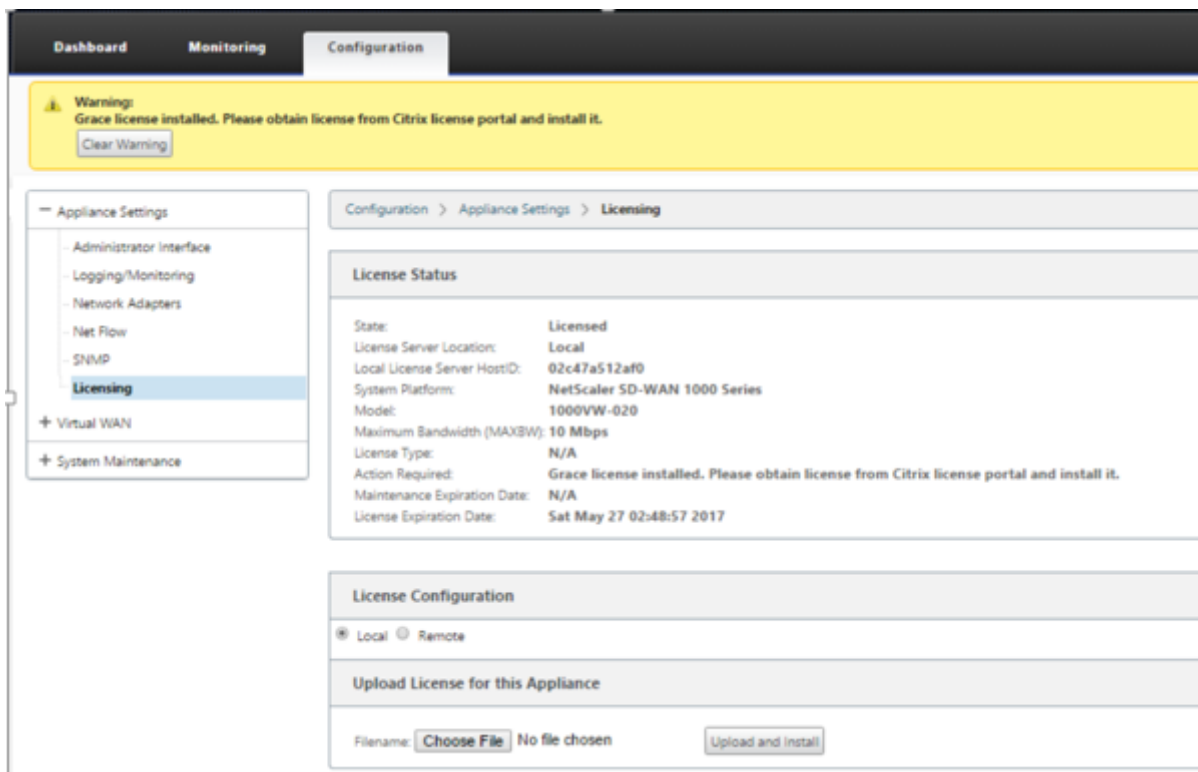 Dashboard Monitoring Configuration
Warning:
Grace license installed. Please obtain license from Citrix license portal and install it.
Clear Warning
Appliance Settings
Administrator Interface
Logging/Monitoring
Network Adapters
Net Flow
SNMP
Licensing
Virtual WAN
System Maintenance
Configuration > Appliance Settings > Licensing
License Status
State: Licensed
License Server Location: Local
Local License Server HostID: 02c47a512af0
System Platform: NetScaler SD-WAN 1000 Series
Model: 1000VW-020
Maximum Bandwidth (MAXBW): 10 Mbps
License Type: N/A
Action Required: Grace license installed. Please obtain license from Citrix license portal and install it.
Maintenance Expiration Date: N/A
License Expiration Date: Sat May 27 02:48:57 2017
License Configuration
Local Remote
Upload License for this Appliance
Filename: Choose File No file chosen Upload and Install